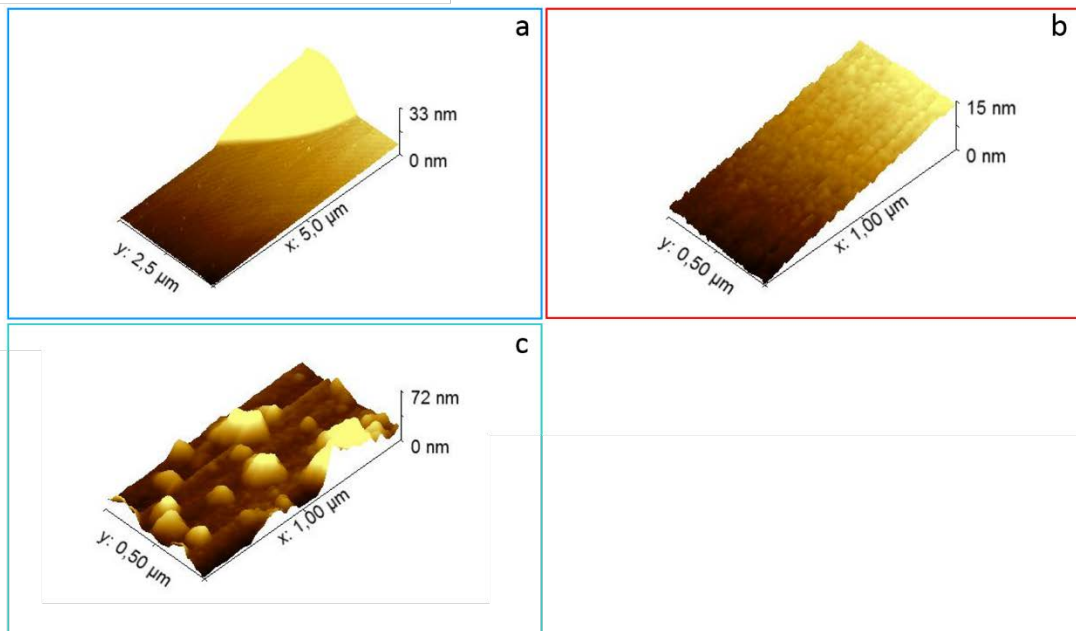 a
33 nm
0 nm
y: 2,5 µm
x: 5,0 µm
b
15 nm
0 nm
y: 0,50 µm
x: 1,00 µm
c
72 nm
0 nm
y: 0,50 µm
x: 1,00 µm